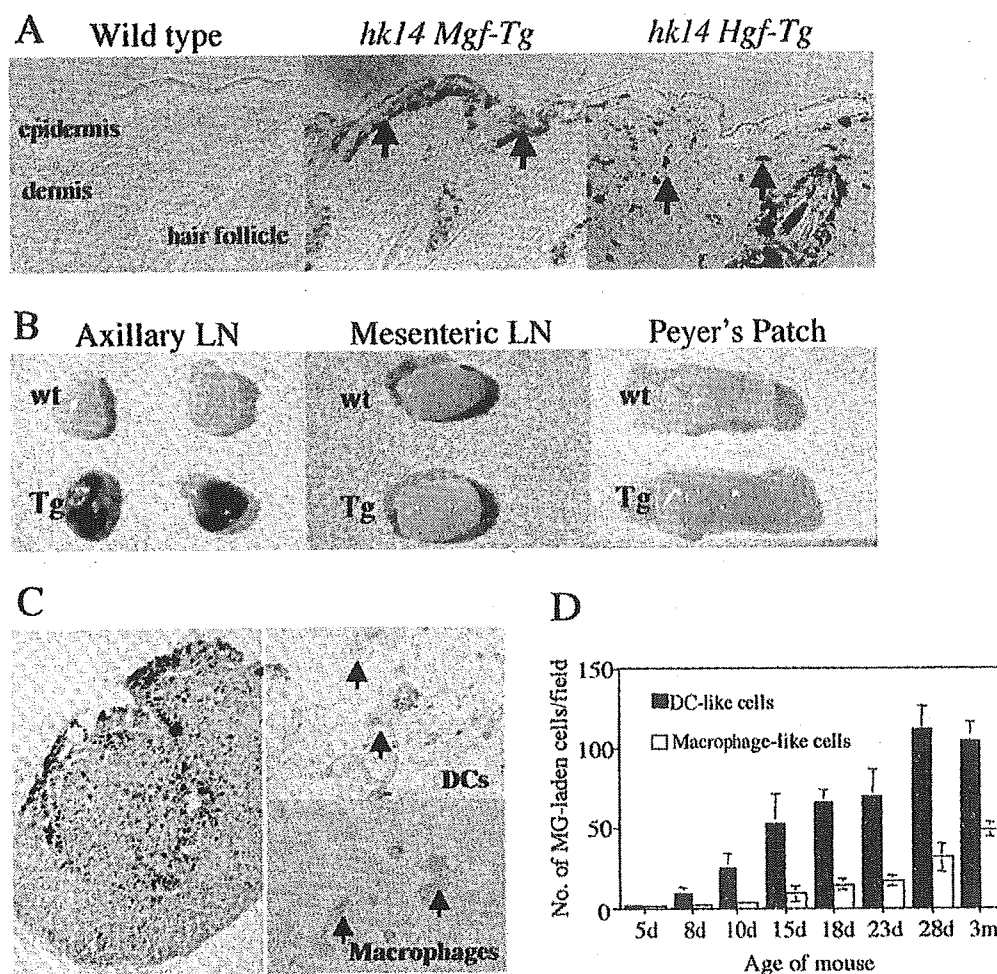 A
Wild type hk14 Mgf-Tg hk14 Hgf-Tg
epidermis
dermis
hair follicle
B
Axillary LN Mesenteric LN Peyer's Patch
wt wt wt
Tg Tg Tg
C
DCs
Macrophages
D
No. of MG-laden cells/field
150
100
50
0
DC-like cells
Macrophage-like cells
5d 8d 10d 15d 18d 23d 28d 3m
Age of mouse